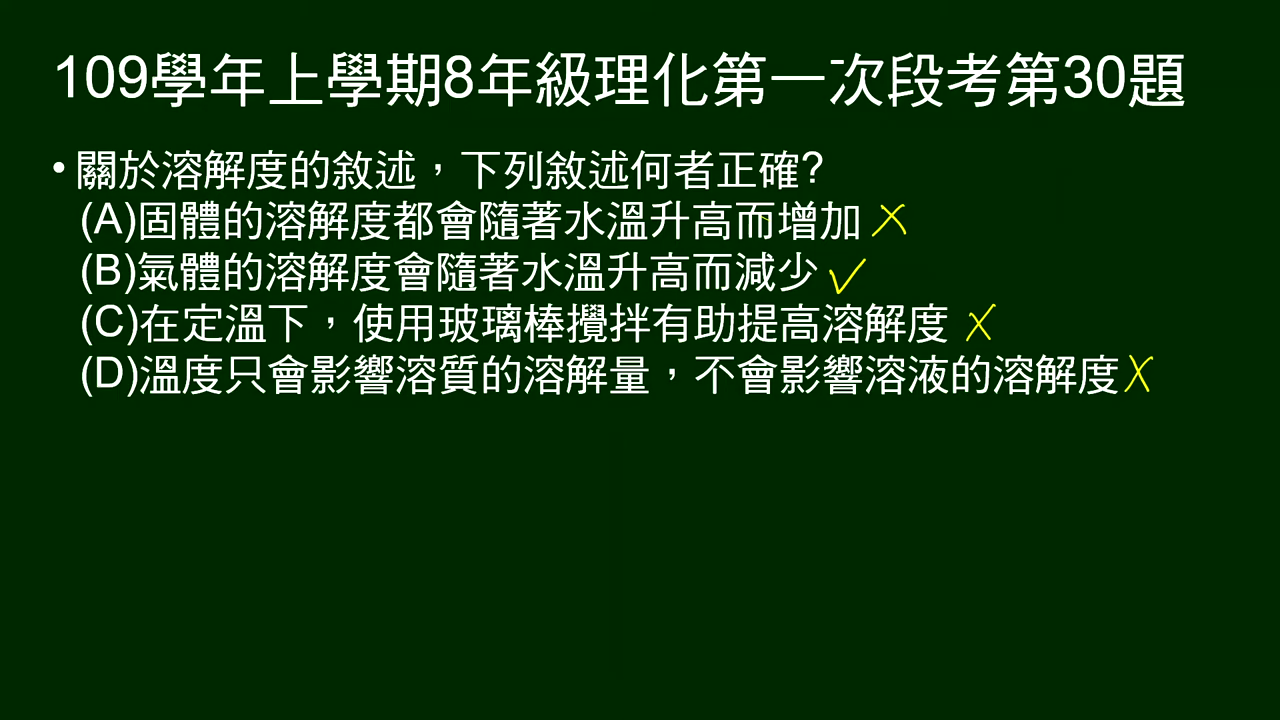 109學年上學期8年級理化第一次段考第30題
•關於溶解度的敘述，下列敘述何者正確?
(A)固體的溶解度都會隨著水溫升高而增加 ✗
(B)氣體的溶解度會隨著水溫升高而減少 ✓
(C)在定溫下，使用玻璃棒攪拌有助提高溶解度 ✗
(D)溫度只會影響溶質的溶解量，不會影響溶液的溶解度 ✗